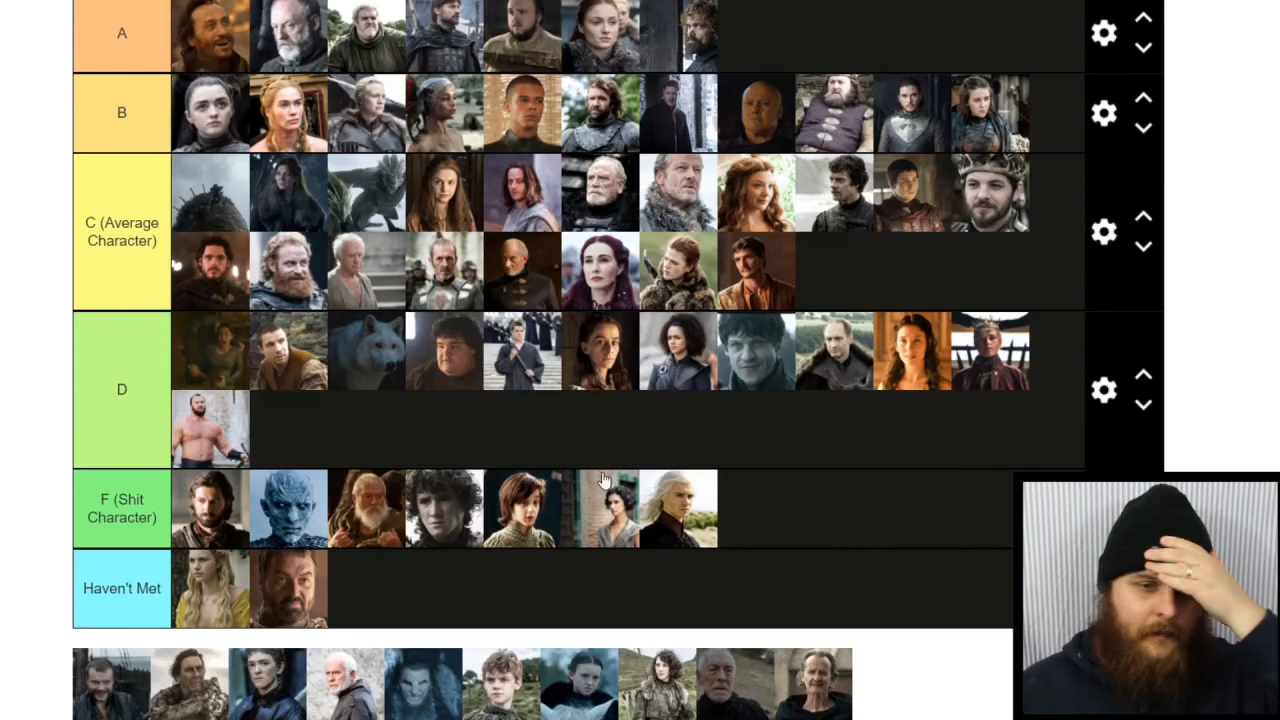 A
B
C (Average
Character)
D
F (Shit
Character)
Haven't Met